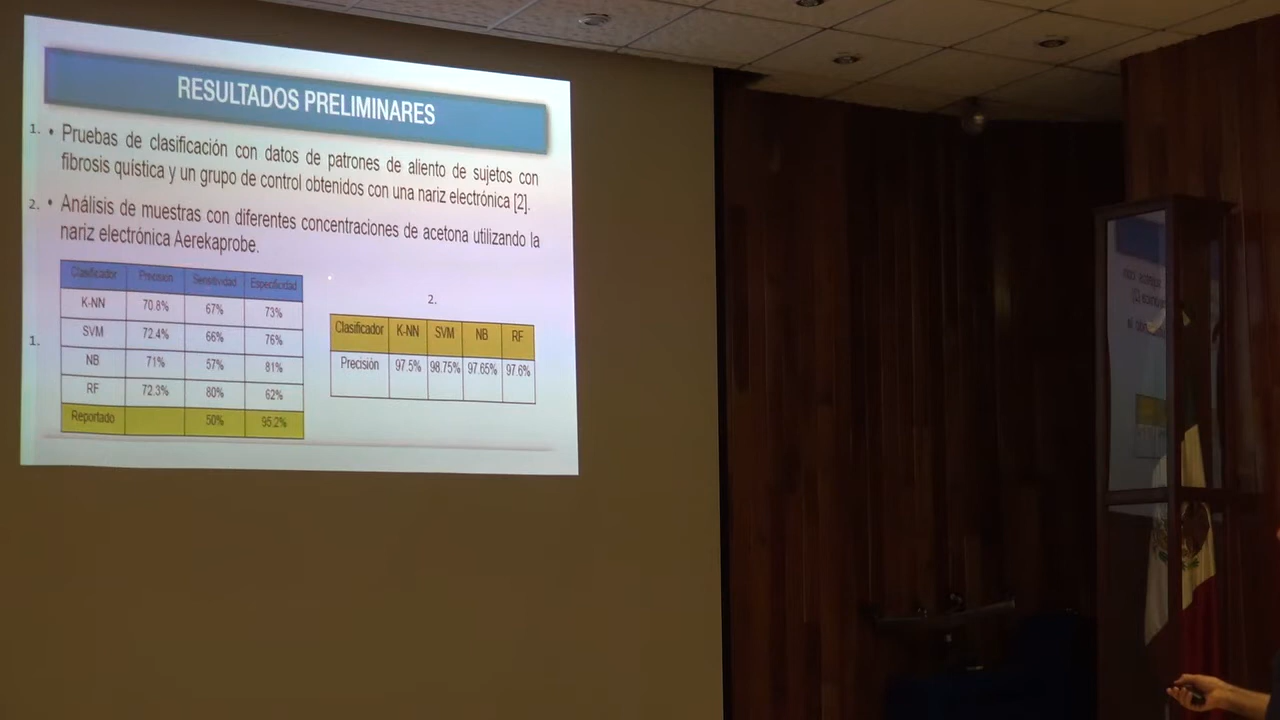 RESULTADOS PRELIMINARES
1. • Pruebas de clasificación con datos de patrones de aliento de sujetos con
fibrosis quística y un grupo de control obtenidos con una nariz electrónica [2].
2. • Análisis de muestras con diferentes concentraciones de acetona utilizando la
nariz electrónica Aerekaprobe.
1.
Clasificador Precision Sensitividad Especificidad
K-NN 70.8% 67% 73%
SVM 72.4% 66% 76%
NB 71% 57% 81%
RF 72.3% 80% 62%
Reportado 50% 95.2%
2.
Clasificador K-NN SVM NB RF
Precisión 97.5% 98.75% 97.65% 97.6%